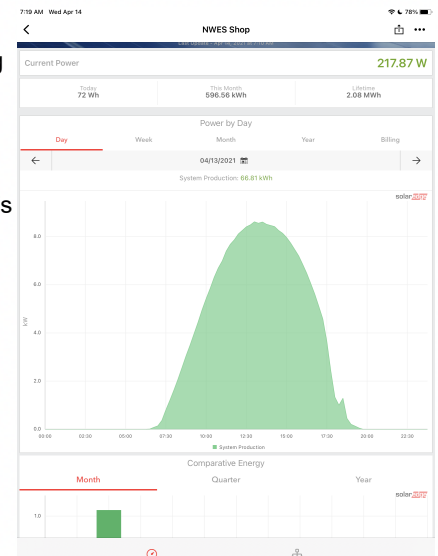 7:19 AM Wed Apr 14
78%
NWES Shop
Current Power
217.87 W
Today
This Month
Lifetime
72 Wh
596.56 kWh
2.08 MWh
Power by Day
Day
Week
Month
Year
Billing
04/13/2021
System Production: 66.81 kWh
solaredge
s
8.0
6.0
kW
4.0
2.0
0.0
00:00
02:30
05:00
07:30
10:00
12:30
15:00
17:30
20:00
22:30
System Production
Comparative Energy
Month
Quarter
Year
solaredge
1.0